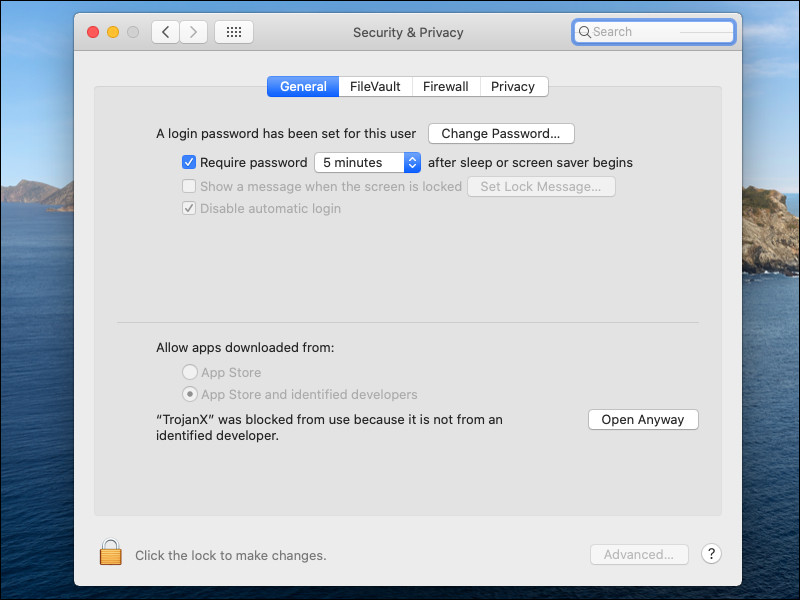 Security & Privacy
Search
General
FileVault
Firewall
Privacy
A login password has been set for this user
Change Password...
Require password
5 minutes
after sleep or screen saver begins
Show a message when the screen is locked
Set Lock Message...
Disable automatic login
Allow apps downloaded from:
App Store
App Store and identified developers
“TrojanX” was blocked from use because it is not from an
identified developer.
Open Anyway
Click the lock to make changes.
Advanced...
?